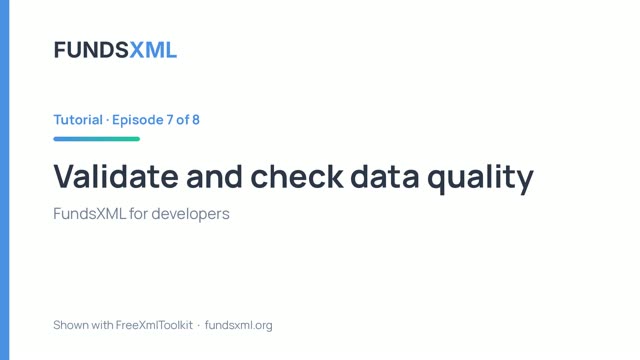 FUNDSXML
Tutorial · Episode 7 of 8
Validate and check data quality
FundsXML for developers
Shown with FreeXmlToolkit · fundsxml.org